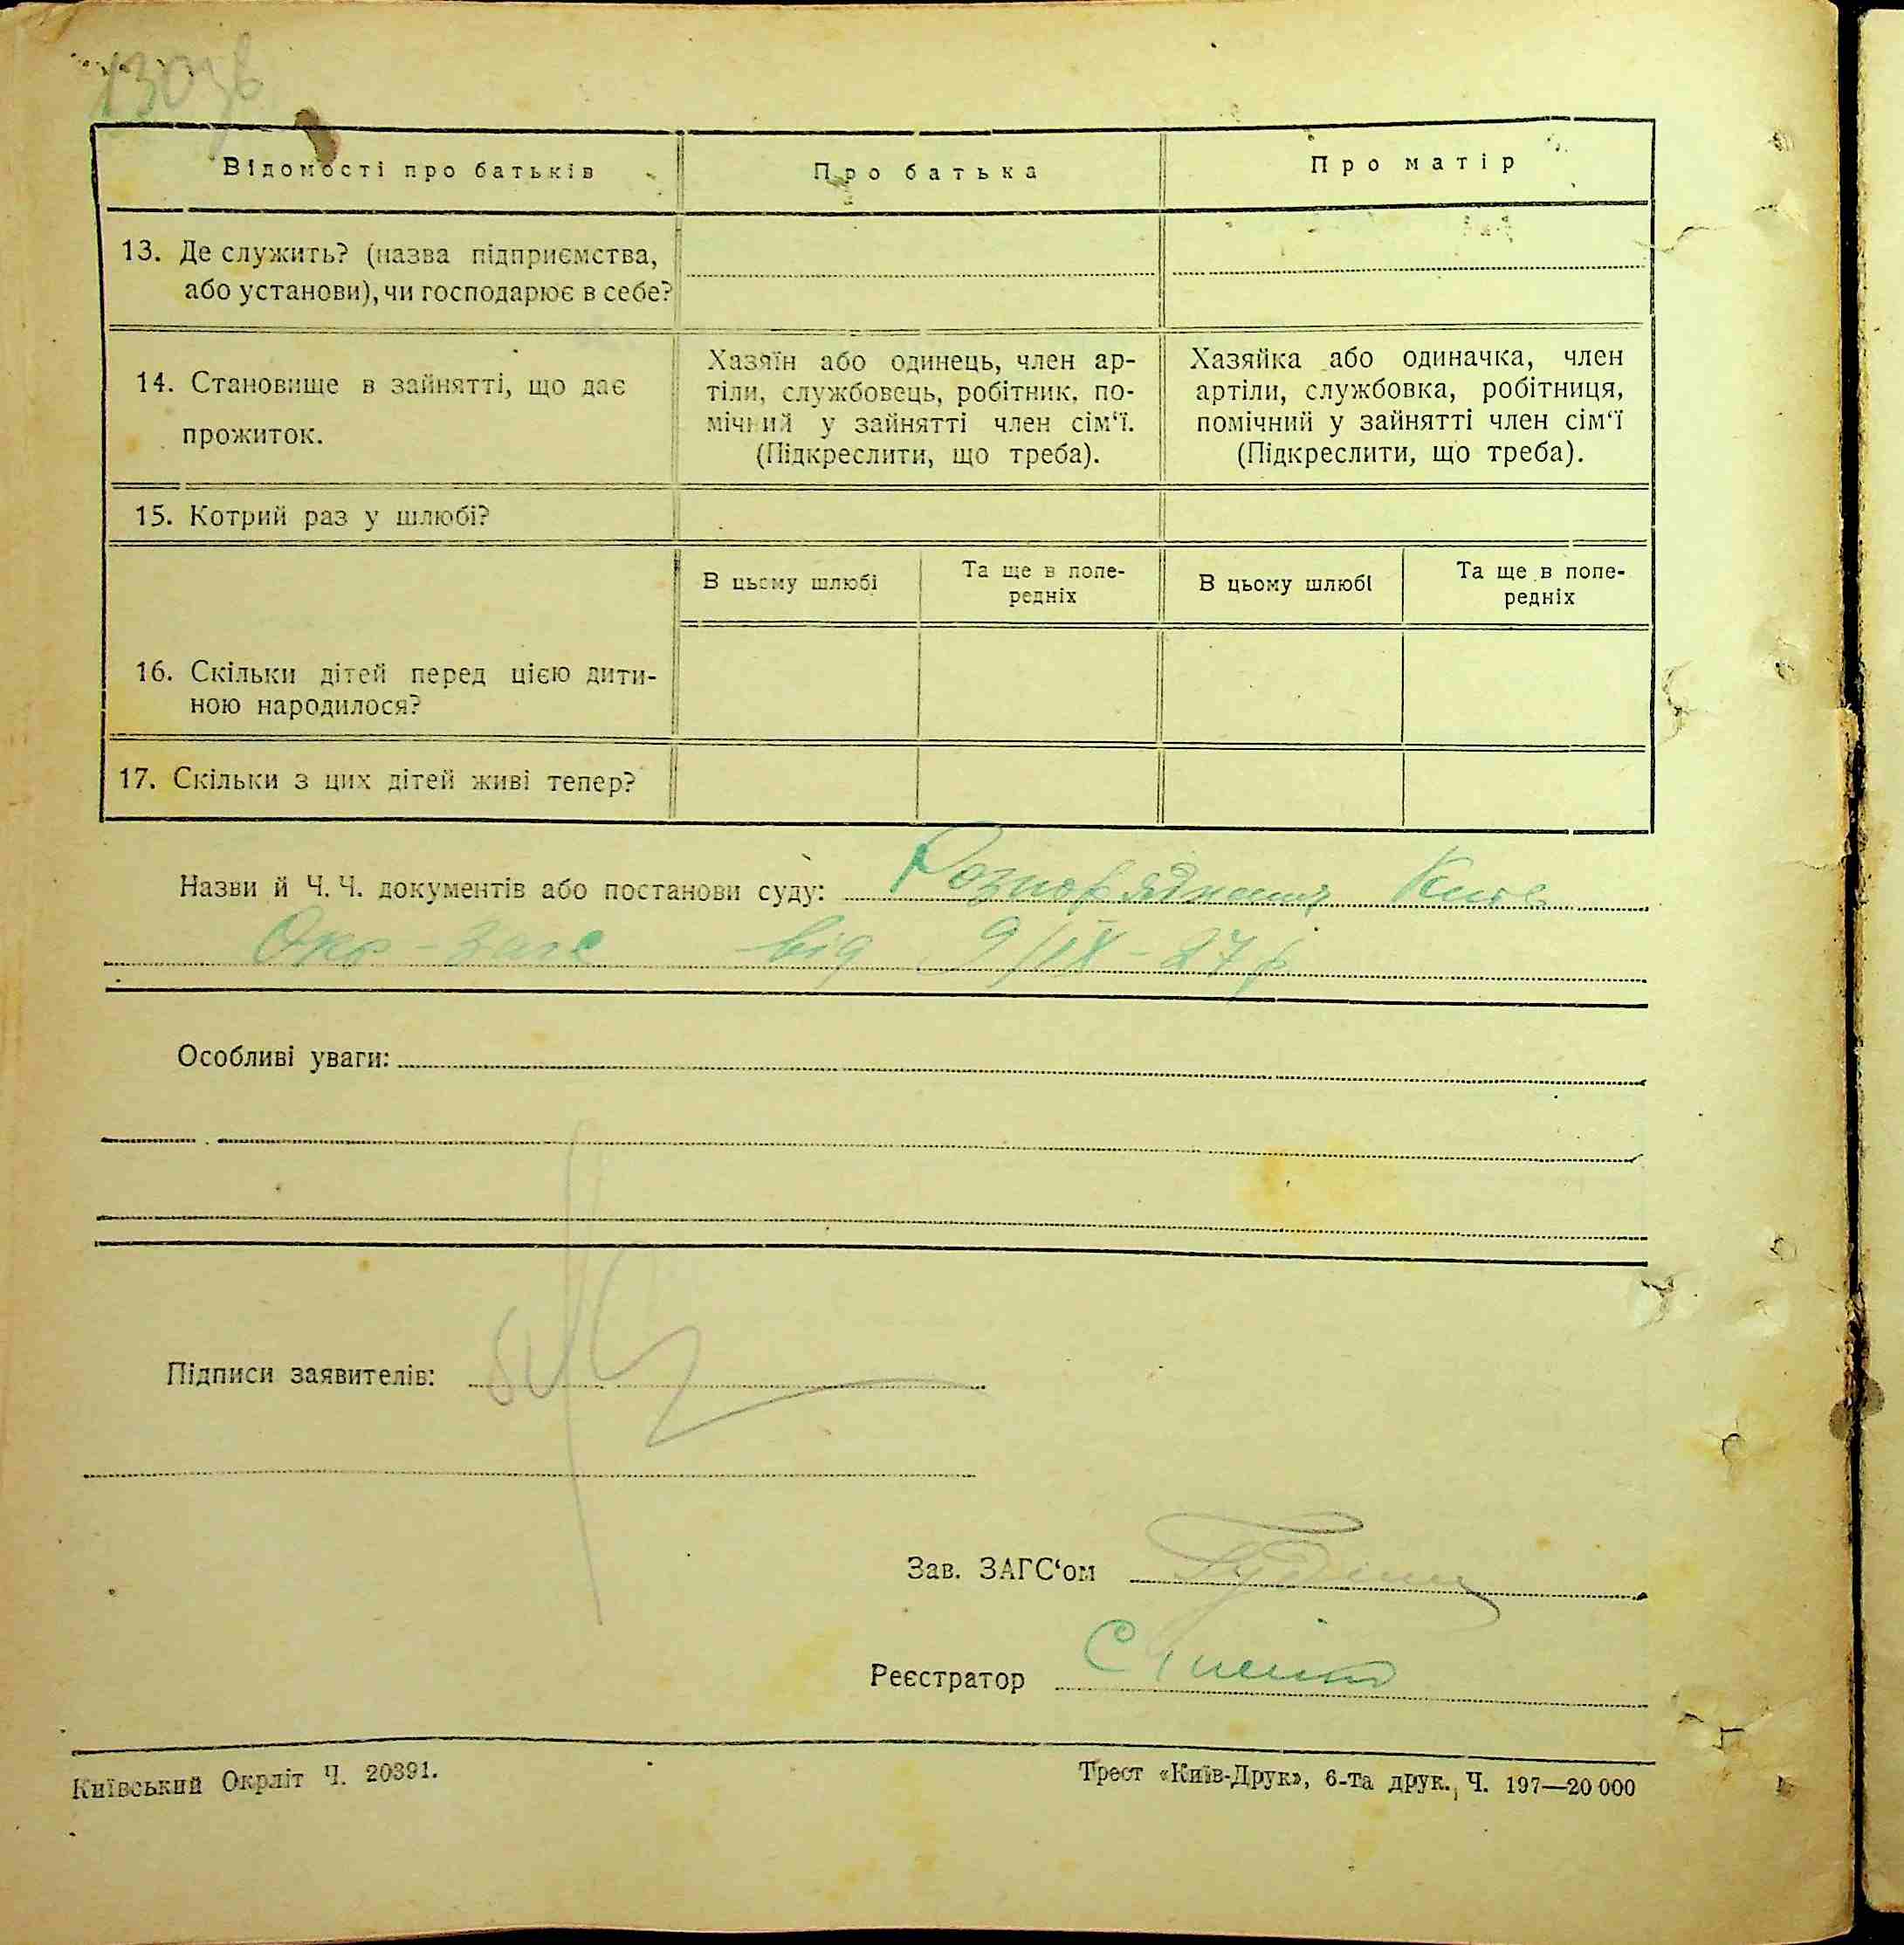 130зв
Відомості про батьків
Про батька
Про матір
13. Де служить? (назва підприємства,
або установи), чи господарює в себе?
14. Становище в зайнятті, що дає
прожиток.
Хазяїн або одинець, член ар-
тіли, службовець, робітник, по-
мічний у зайнятті член сім‘ї.
(Підкреслити, що треба).
Хазяйка або одиначка, член
артіли, службовка, робітниця,
помічний у зайнятті член сім‘ї
(Підкреслити, що треба).
15. Котрий раз у шлюбі?
В цьому шлюбі
Та ще в попе-
редніх
В цьому шлюбі
Та ще в попе-
редніх
16. Скільки дітей перед цією дити-
ною народилося?
17. Скільки з цих дітей живі тепер?
Назви й Ч. Ч. документів або постанови суду: Розпорядження Київ
Окр-Загс від 9/IX-27 р
Особливі уваги:
Підписи заявителів:
Зав. ЗАГС‘ом
Реєстратор
Київський Окрліт Ч. 20391.
Трест «Київ-Друк», 6-та друк. Ч. 197—20 000